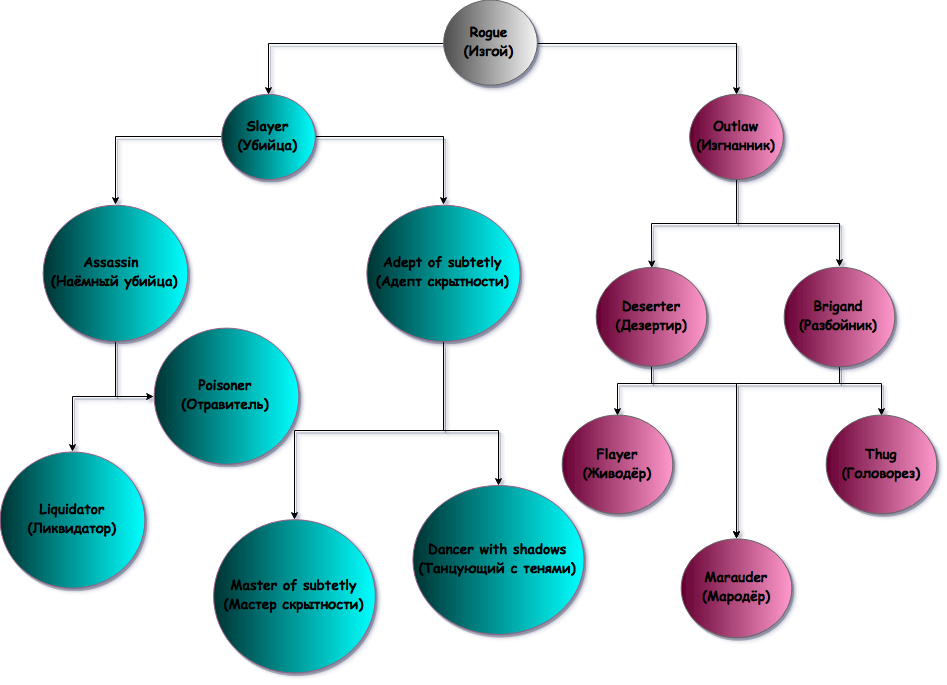 Rogue
(Изгой)
Slayer
(Убийца)
Outlaw
(Изгнанник)
Assassin
(Наёмный убийца)
Adept of subtetly
(Адепт скрытности)
Deserter
(Дезертир)
Brigand
(Разбойник)
Poisoner
(Отравитель)
Flayer
(Живодёр)
Thug
(Головорез)
Liquidator
(Ликвидатор)
Dancer with shadows
(Танцующий с тенями)
Master of subtetly
(Мастер скрытности)
Marauder
(Мародёр)